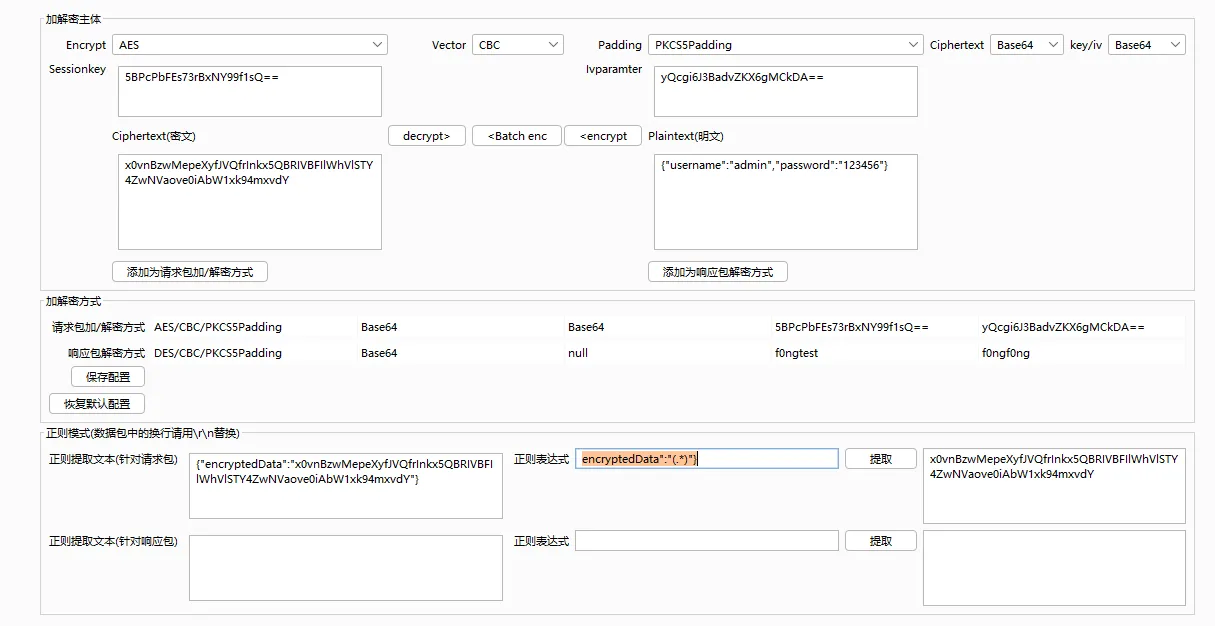 加解密主体
Encrypt AES Vector CBC Padding PKCS5Padding Ciphertext Base64 key/iv Base64
Sessionkey 5BPcPbFEs73rBxNY99f1sQ== Ivparamter yQcgi6J3BadvZKX6gMCkDA==
Ciphertext(密文) decrypt> <Batch enc <encrypt Plaintext(明文)
x0vnBzwMepeXyfJVQfrInkx5QBRIVBFIlWhVlSTY
4ZwNVaove0iAbW1xk94mxvdY
{"username":"admin","password":"123456"}
添加为请求包加/解密方式 添加为响应包解密方式
加解密方式
请求包加/解密方式 AES/CBC/PKCS5Padding Base64 Base64 5BPcPbFEs73rBxNY99f1sQ== yQcgi6J3BadvZKX6gMCkDA==
响应包解密方式 DES/CBC/PKCS5Padding Base64 null f0ngtest f0ngf0ng
保存配置
恢复默认配置
正则模式(数据包中的换行请用\r\n替换)
正则提取文本(针对请求包)
{"encryptedData":"x0vnBzwMepeXyfJVQfrInkx5QBRIVBFI
lWhVlSTY4ZwNVaove0iAbW1xk94mxvdY"}
正则表达式 encryptedData":"(.*)"} 提取
x0vnBzwMepeXyfJVQfrInkx5QBRIVBFIlWhVlSTY
4ZwNVaove0iAbW1xk94mxvdY
正则提取文本(针对响应包) 正则表达式 提取